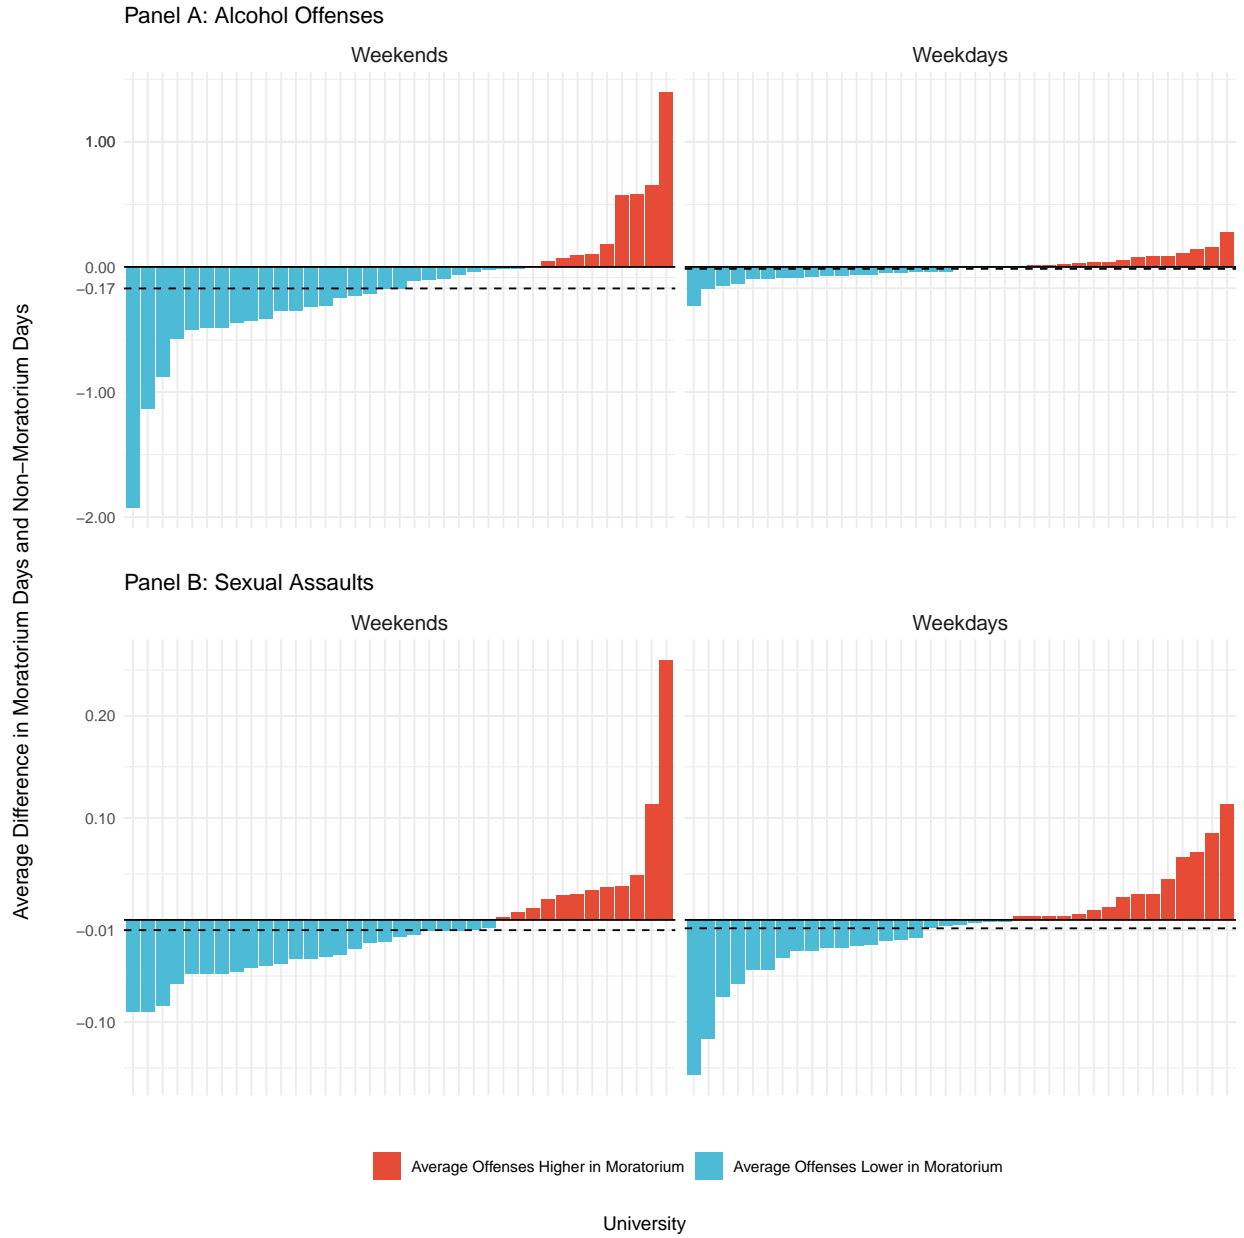 Panel A: Alcohol Offenses
Weekends
Weekdays
1.00
0.00
−0.17
−1.00
−2.00
Average Difference in Moratorium Days and Non−Moratorium Days
Panel B: Sexual Assaults
Weekends
Weekdays
0.20
0.10
−0.01
−0.10
Average Offenses Higher in Moratorium
Average Offenses Lower in Moratorium
University